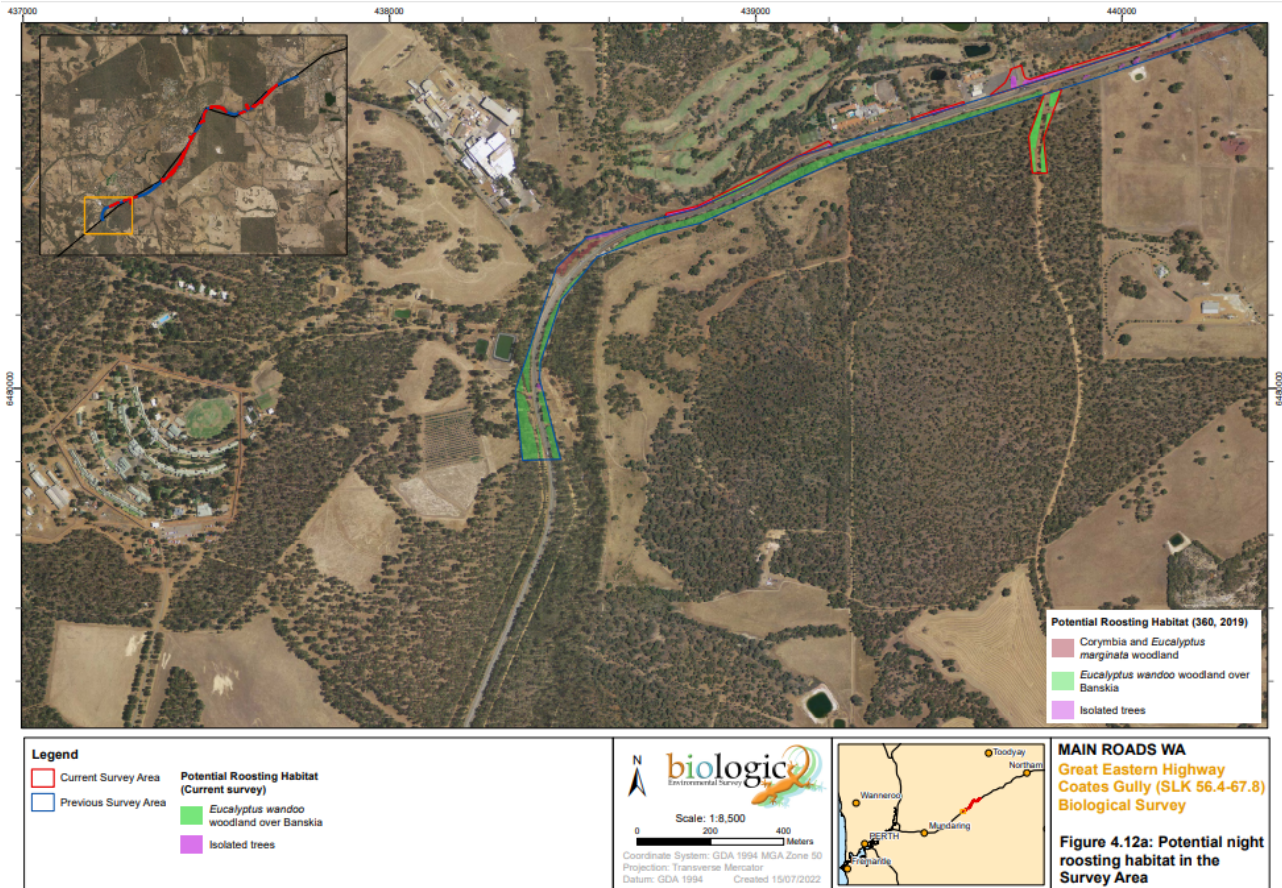 437000
438000
439000
440000
6480000
6480000
Potential Roosting Habitat (360, 2019)
Corymbia and Eucalyptus
marginata woodland
Eucalyptus wandoo woodland over
Banskia
Isolated trees
Legend
Current Survey Area
Previous Survey Area
Potential Roosting Habitat
(Current survey)
Eucalyptus wandoo
woodland over Banskia
Isolated trees
N
biologic
Environmental Survey
Scale: 1:8,500
0 200 400
Meters
Coordinate System: GDA 1994 MGA Zone 50
Projection: Transverse Mercator
Datum: GDA 1994 Created 15/07/2022
Toodyay
Northam
Wanneroo
Mundaring
PERTH
Fremantle
MAIN ROADS WA
Great Eastern Highway
Coates Gully (SLK 56.4-67.8)
Biological Survey
Figure 4.12a: Potential night
roosting habitat in the
Survey Area